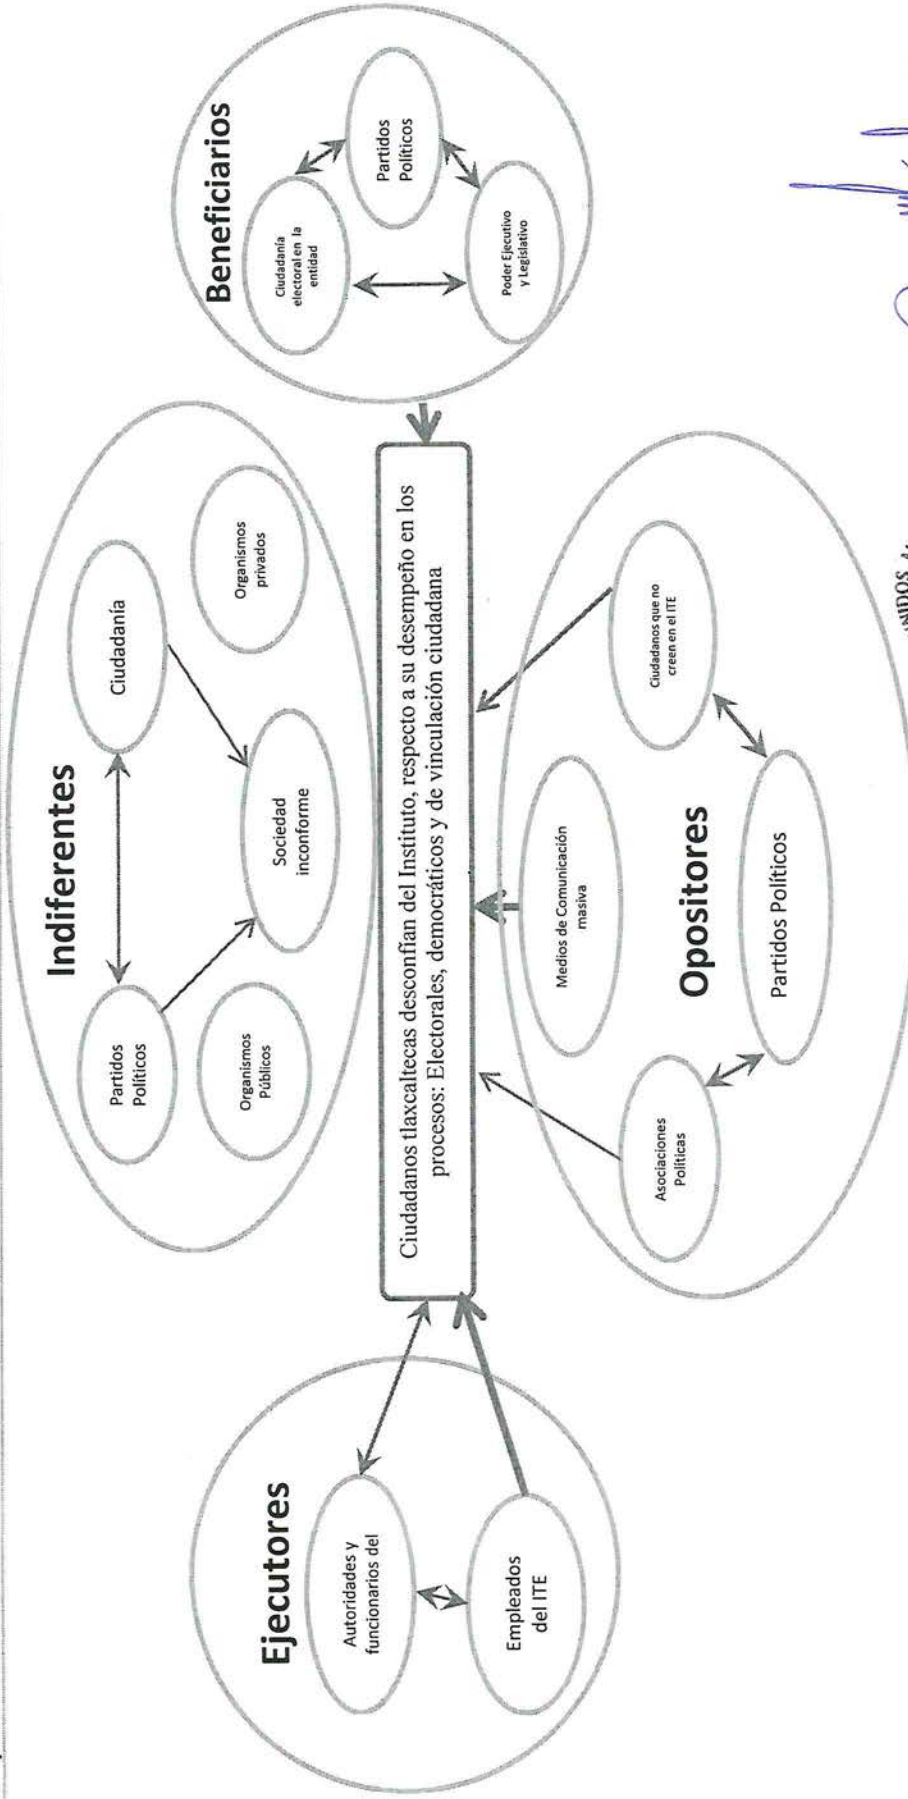 Indiferentes
Partidos
Políticos
Ciudadanía
Organismos
Públicos
Sociedad
inconforme
Organismos
privados
Ejecutores
Autoridades y
funcionarios del
Empleados
del ITE
Ciudadanos tlaxcaltecas desconfían del Instituto, respecto a su desempeño en los
procesos: Electorales, democráticos y de vinculación ciudadana
Beneficiarios
Ciudadanía
electoral en la
entidad
Partidos
Políticos
Poder Ejecutivo
y Legislativo
Medios de Comunicación
masiva
Opositores
Asociaciones
Políticas
Partidos Políticos
Ciudadanos que no
creen en el ITE